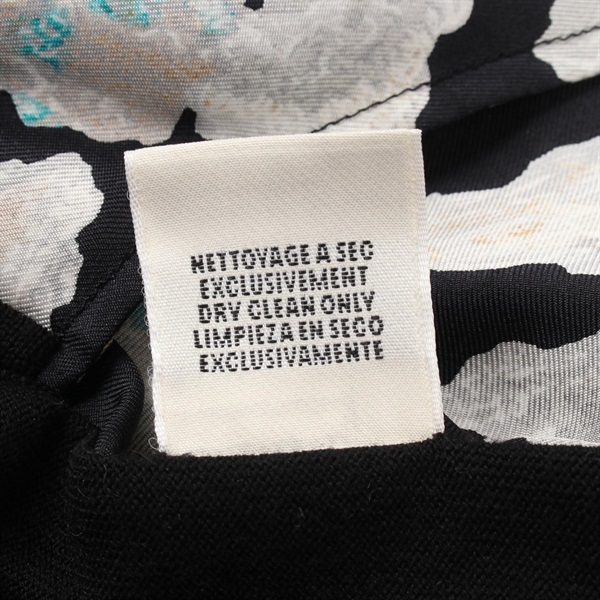 NETTOYAGE A SEC
EXCLUSIVEMENT
DRY CLEAN ONLY
LIMPIEZA EN SECO
EXCLUSIVAMENTE